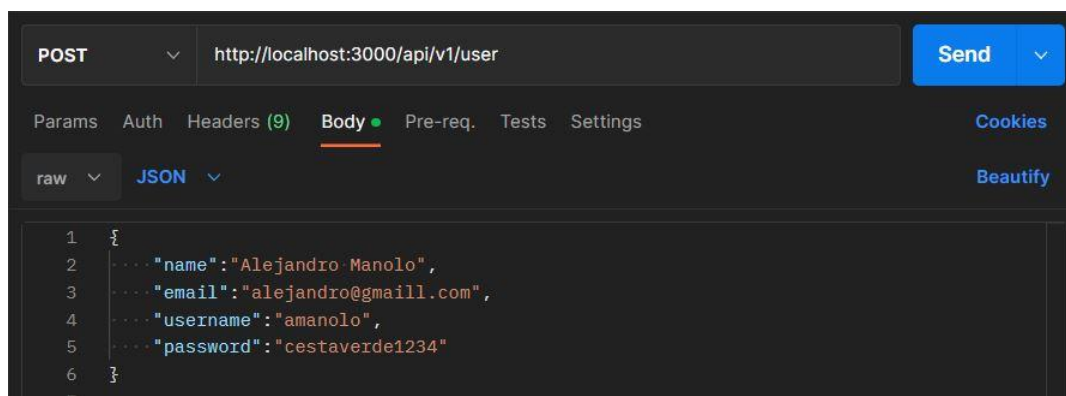 POST http://localhost:3000/api/v1/user Send
Params Auth Headers (9) Body Pre-req. Tests Settings Cookies
raw JSON Beautify
1 {
2 "name":"Alejandro Manolo",
3 "email":"alejandro@gmaill.com",
4 "username":"amanolo",
5 "password":"cestaverde1234"
6 }